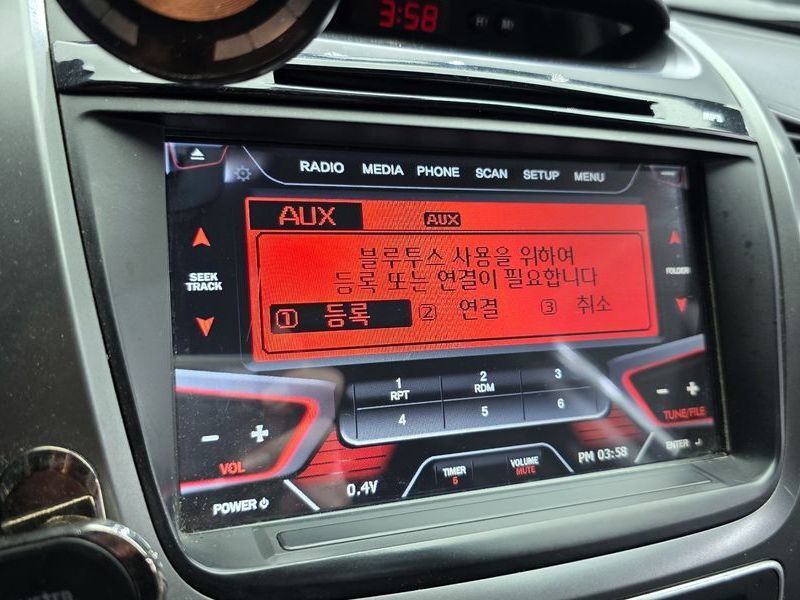 3:58
MP3
RADIO MEDIA PHONE SCAN SETUP MENU
AUX AUX
블루투스 사용을 위하여
등록 또는 연결이 필요합니다
① 등록 ② 연결 ③ 취소
SEEK
TRACK
FOLDER
1 RPT 2 RDM 3
4 5 6
VOL
TUNE/FILE
ENTER
TIMER
5
VOLUME
MUTE
PM 03:58
0.4V
POWER